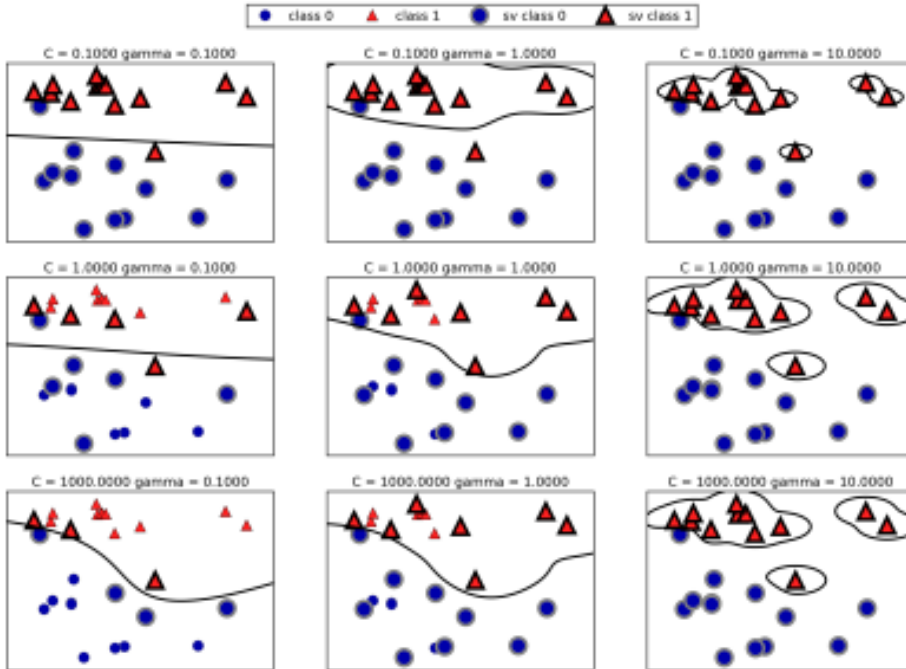 class 0 class 1 sv class 0 sv class 1
C = 0.1000 gamma = 0.1000
C = 0.1000 gamma = 1.0000
C = 0.1000 gamma = 10.0000
C = 1.0000 gamma = 0.1000
C = 1.0000 gamma = 1.0000
C = 1.0000 gamma = 10.0000
C = 1000.0000 gamma = 0.1000
C = 1000.0000 gamma = 1.0000
C = 1000.0000 gamma = 10.0000